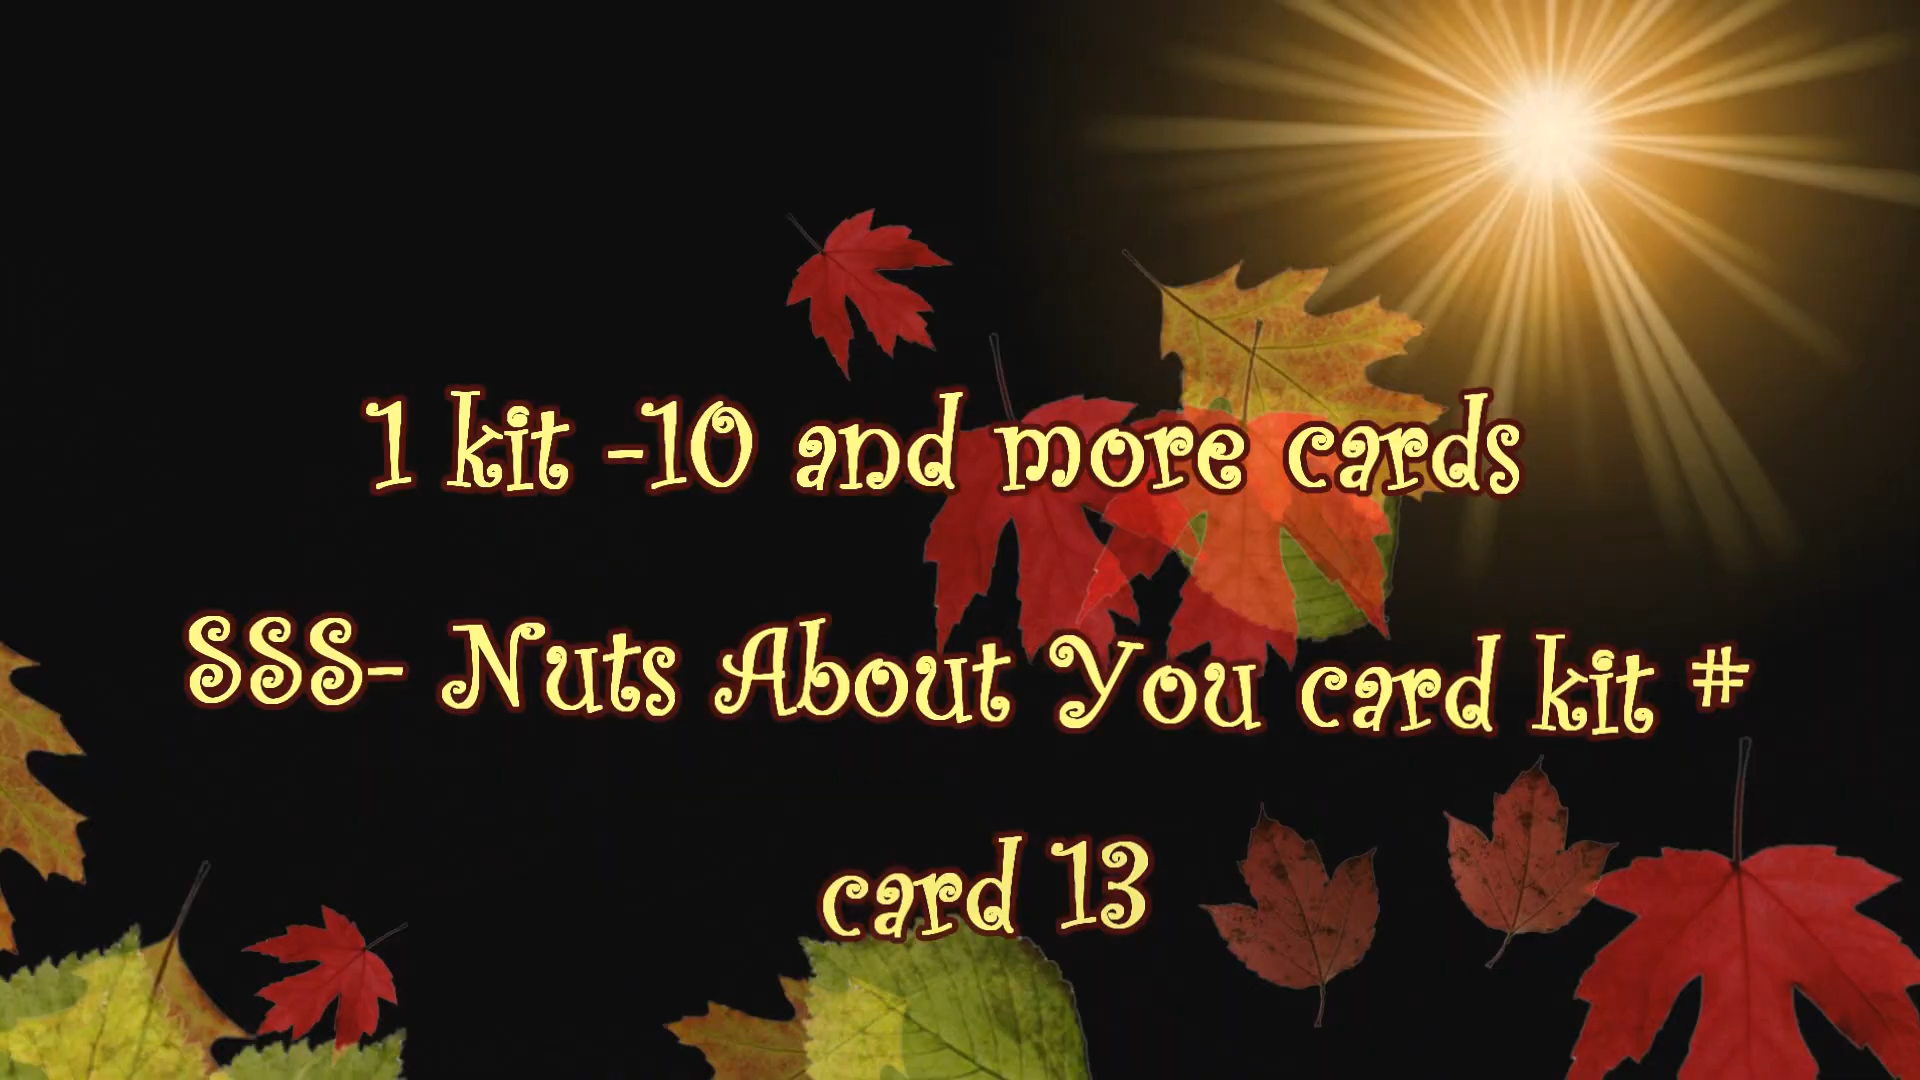 1 kit -10 and more cards
SSS- Nuts About You card kit #
card 13